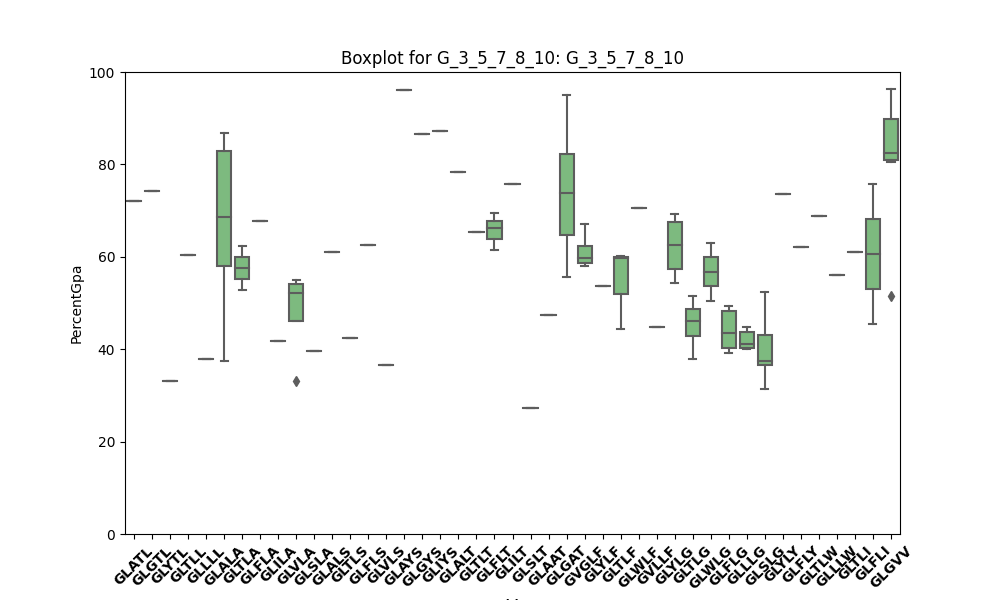 Boxplot for G_3_5_7_8_10: G_3_5_7_8_10
PercentGpa
100
80
60
40
20
0
GLATL
GLGTL
GLYTL
GLTLL
GLLLL
GLALA
GLTLA
GLFLA
GLILA
GLVLA
GLSLA
GLALS
GLTLS
GLFLS
GLVLS
GLAYS
GLGYS
GLIYS
GLALT
GLTLT
GLFLT
GLILT
GLSLT
GLAAT
GLGAT
GVGLF
GLYLF
GLTLF
GLWLF
GVLLF
GLYLG
GLTLG
GLWLG
GLFLG
GLLLG
GLSLG
GLYLY
GLFLY
GLTLW
GLLLW
GLTLI
GLFLI
GLGVV